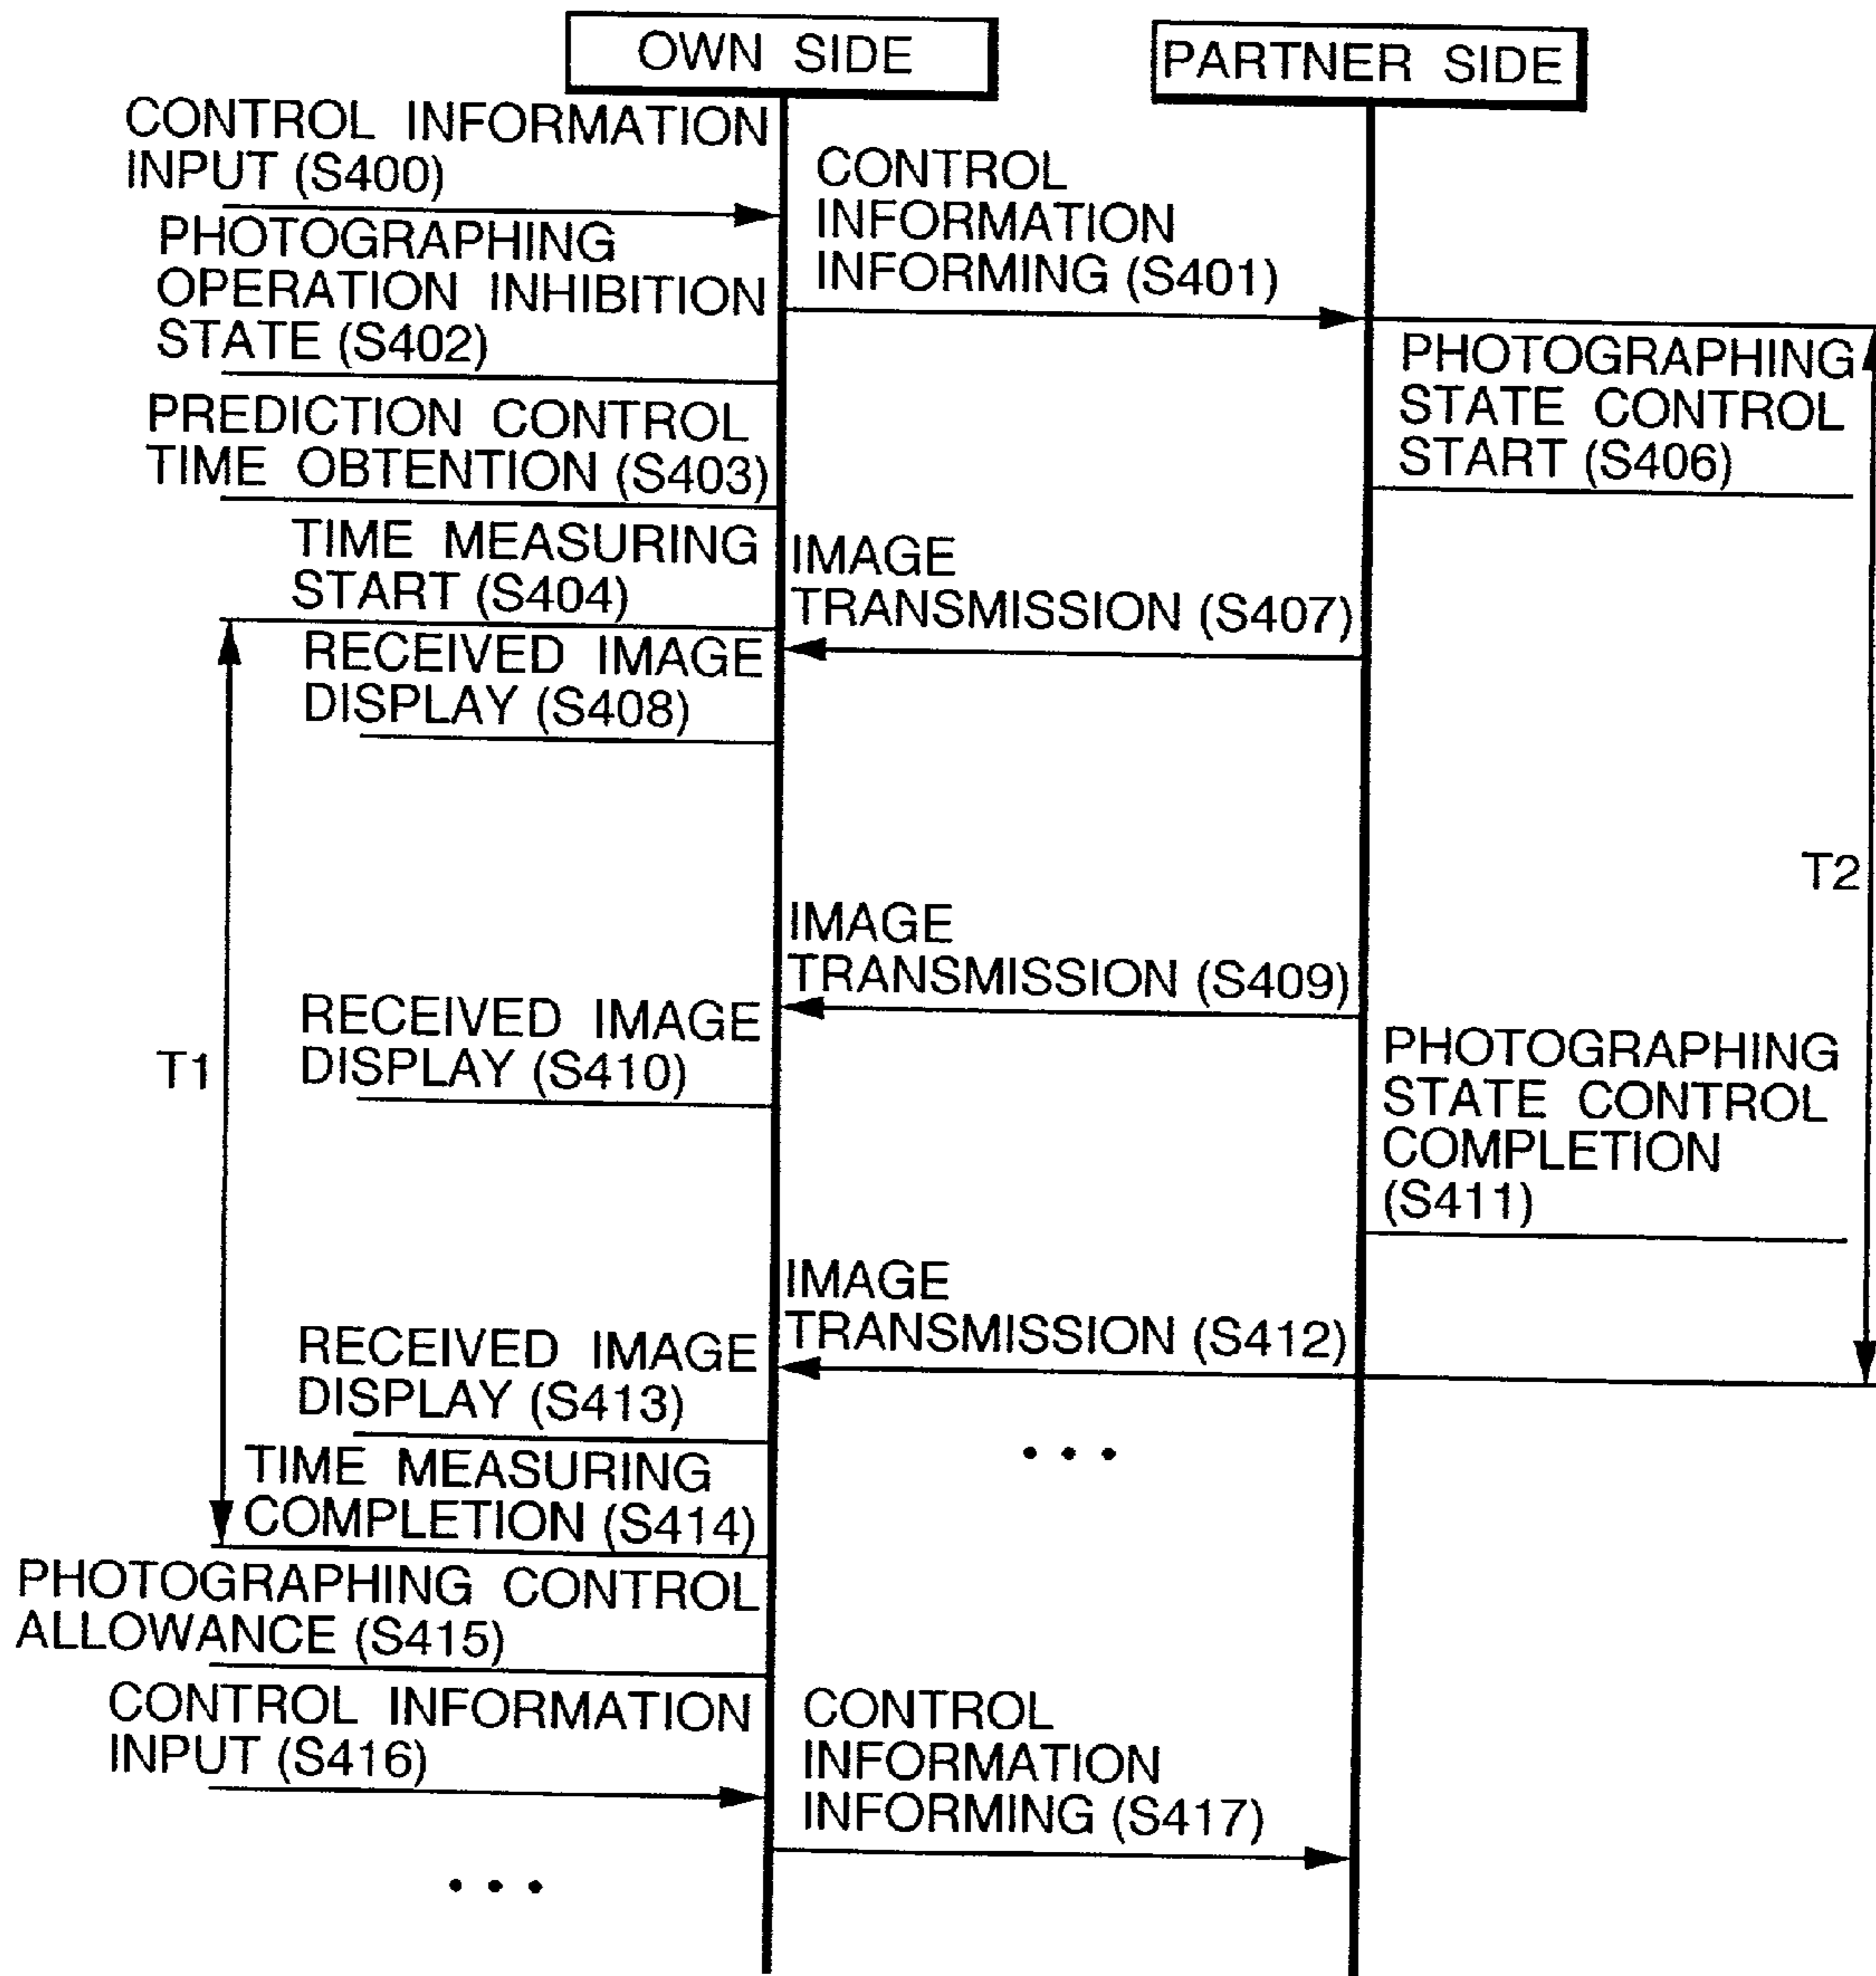 OWN SIDE
PARTNER SIDE
CONTROL INFORMATION
INPUT (S400)
CONTROL
INFORMATION
INFORMING (S401)
PHOTOGRAPHING
OPERATION INHIBITION
STATE (S402)
PHOTOGRAPHING
STATE CONTROL
START (S406)
PREDICTION CONTROL
TIME OBTENTION (S403)
TIME MEASURING
START (S404)
IMAGE
TRANSMISSION (S407)
RECEIVED IMAGE
DISPLAY (S408)
T2
IMAGE
TRANSMISSION (S409)
RECEIVED IMAGE
DISPLAY (S410)
T1
PHOTOGRAPHING
STATE CONTROL
COMPLETION
(S411)
IMAGE
TRANSMISSION (S412)
RECEIVED IMAGE
DISPLAY (S413)
• • •
TIME MEASURING
COMPLETION (S414)
PHOTOGRAPHING CONTROL
ALLOWANCE (S415)
CONTROL INFORMATION
INPUT (S416)
CONTROL
INFORMATION
INFORMING (S417)
• • •